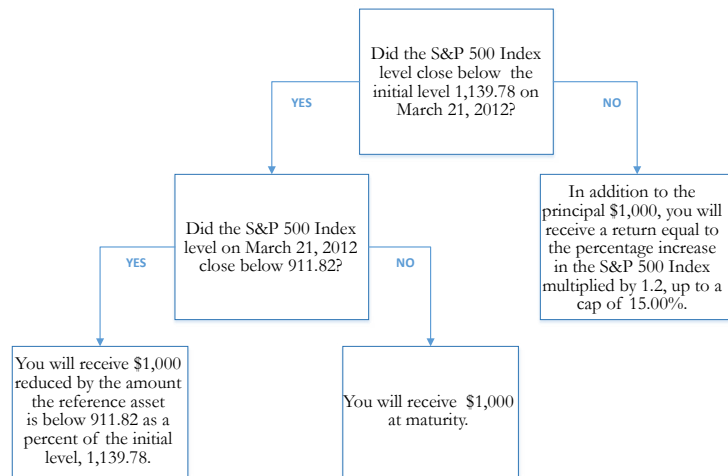 Did the S&P 500 Index
level close below the
initial level 1,139.78 on
March 21, 2012?
YES
NO
Did the S&P 500 Index
level on March 21, 2012
close below 911.82?
In addition to the
principal $1,000, you will
receive a return equal to
the percentage increase
in the S&P 500 Index
multiplied by 1.2, up to a
cap of 15.00%.
YES
NO
You will receive $1,000
reduced by the amount
the reference asset
is below 911.82 as a
percent of the initial
level, 1,139.78.
You will receive $1,000
at maturity.